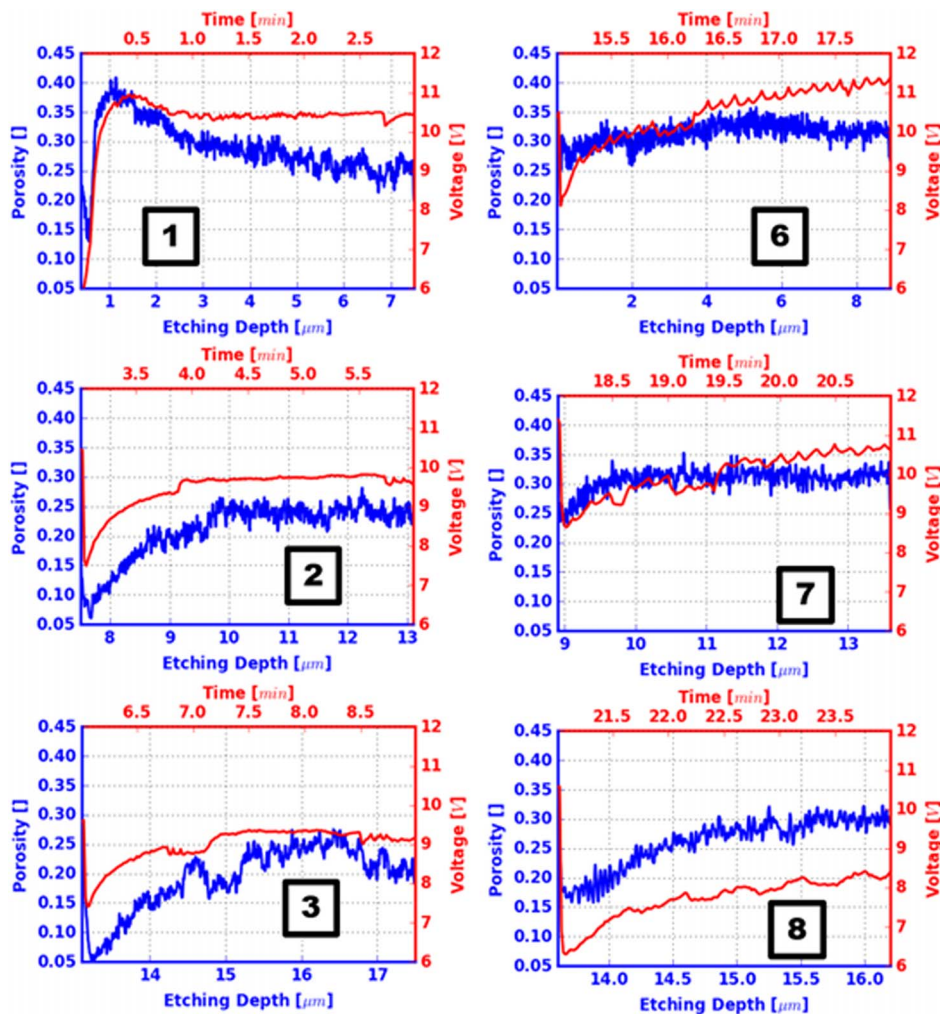 Time [min]
0.5 1.0 1.5 2.0 2.5
0.45 0.40 0.35 0.30 0.25 0.20 0.15 0.10 0.05
Porosity []
12 11 10 9 8 7 6
Voltage [V]
1
1 2 3 4 5 6 7
Etching Depth [μm]
Time [min]
15.5 16.0 16.5 17.0 17.5
0.45 0.40 0.35 0.30 0.25 0.20 0.15 0.10 0.05
Porosity []
12 11 10 9 8 7 6
Voltage [V]
6
2 4 6 8
Etching Depth [μm]
Time [min]
3.5 4.0 4.5 5.0 5.5
0.45 0.40 0.35 0.30 0.25 0.20 0.15 0.10 0.05
Porosity []
12 11 10 9 8 7 6
Voltage [V]
2
8 9 10 11 12 13
Etching Depth [μm]
Time [min]
18.5 19.0 19.5 20.0 20.5
0.45 0.40 0.35 0.30 0.25 0.20 0.15 0.10 0.05
Porosity []
12 11 10 9 8 7 6
Voltage [V]
7
9 10 11 12 13
Etching Depth [μm]
Time [min]
6.5 7.0 7.5 8.0 8.5
0.45 0.40 0.35 0.30 0.25 0.20 0.15 0.10 0.05
Porosity []
12 11 10 9 8 7 6
Voltage [V]
3
14 15 16 17
Etching Depth [μm]
Time [min]
21.5 22.0 22.5 23.0 23.5
0.45 0.40 0.35 0.30 0.25 0.20 0.15 0.10 0.05
Porosity []
12 11 10 9 8 7 6
Voltage [V]
8
14.0 14.5 15.0 15.5 16.0
Etching Depth [μm]